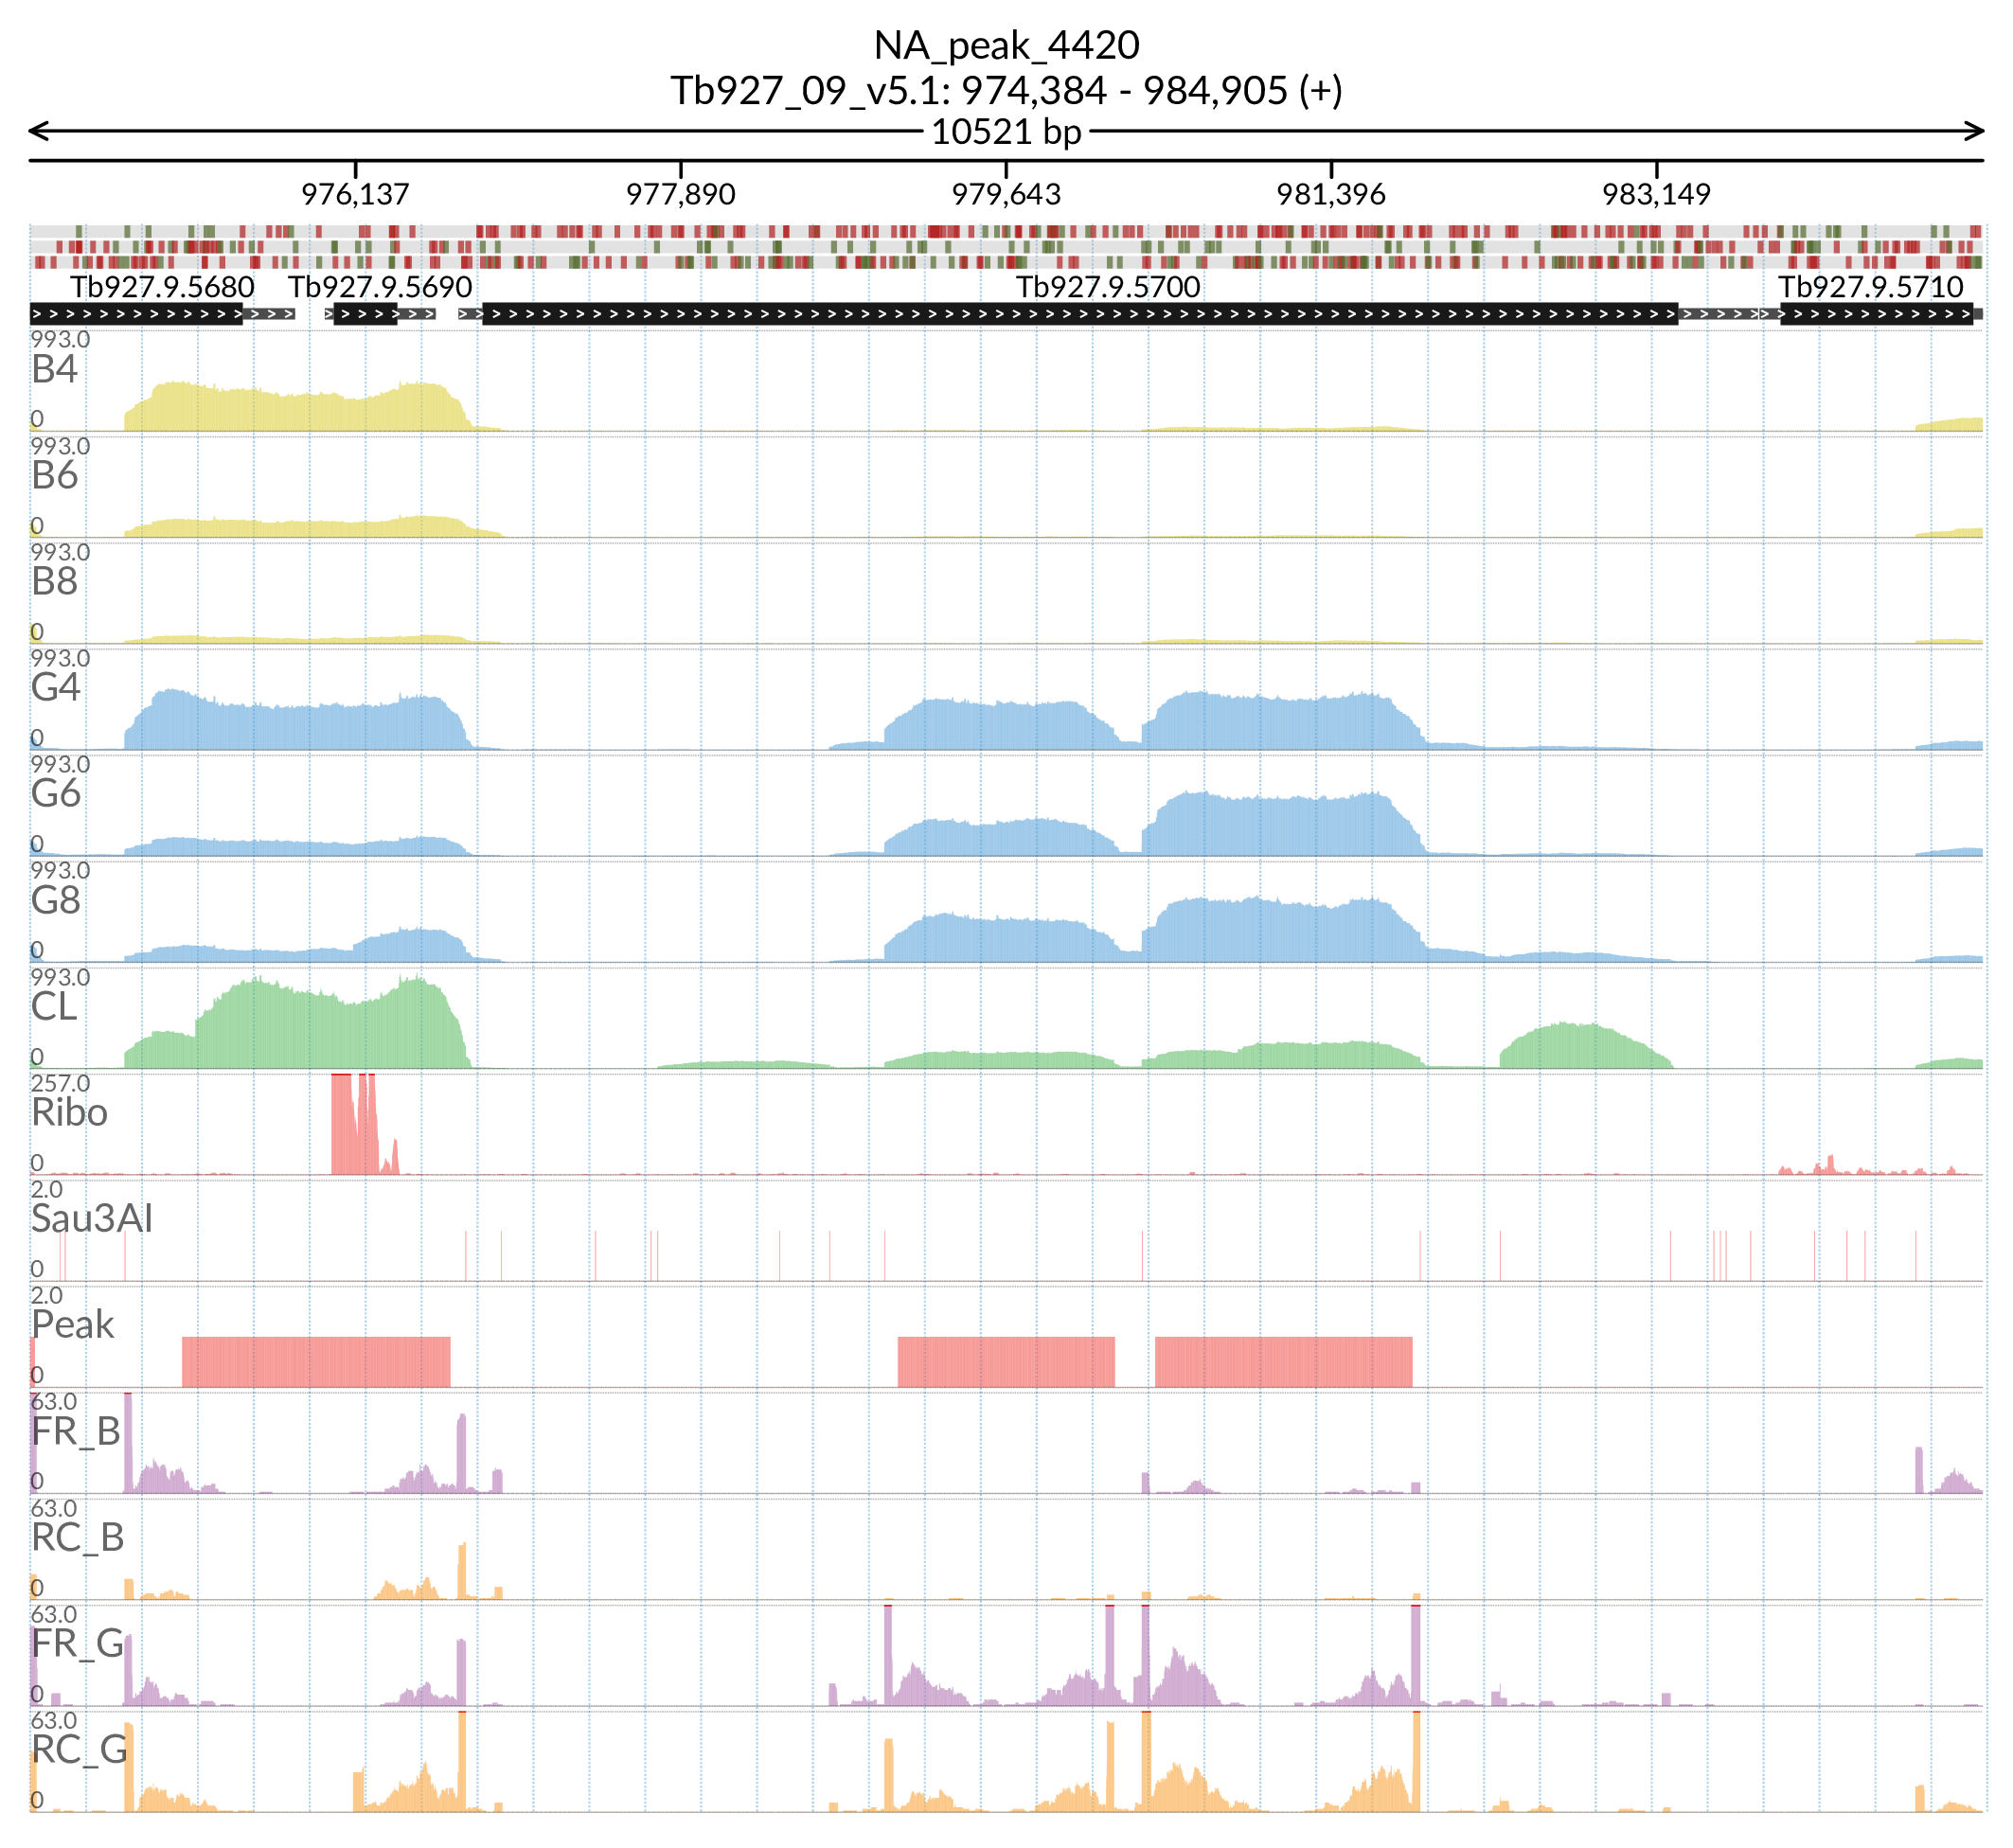 NA_peak_4420
Tb927_09_v5.1: 974,384 - 984,905 (+)
10521 bp
976,137 977,890 979,643 981,396 983,149
Tb927.9.5680 Tb927.9.5690 Tb927.9.5700 Tb927.9.5710
993.0
B4
0
993.0
B6
0
993.0
B8
0
993.0
G4
0
993.0
G6
0
993.0
G8
0
993.0
CL
0
257.0
Ribo
0
2.0
Sau3AI
0
2.0
Peak
0
63.0
FR_B
0
63.0
RC_B
0
63.0
FR_G
0
63.0
RC_G
0